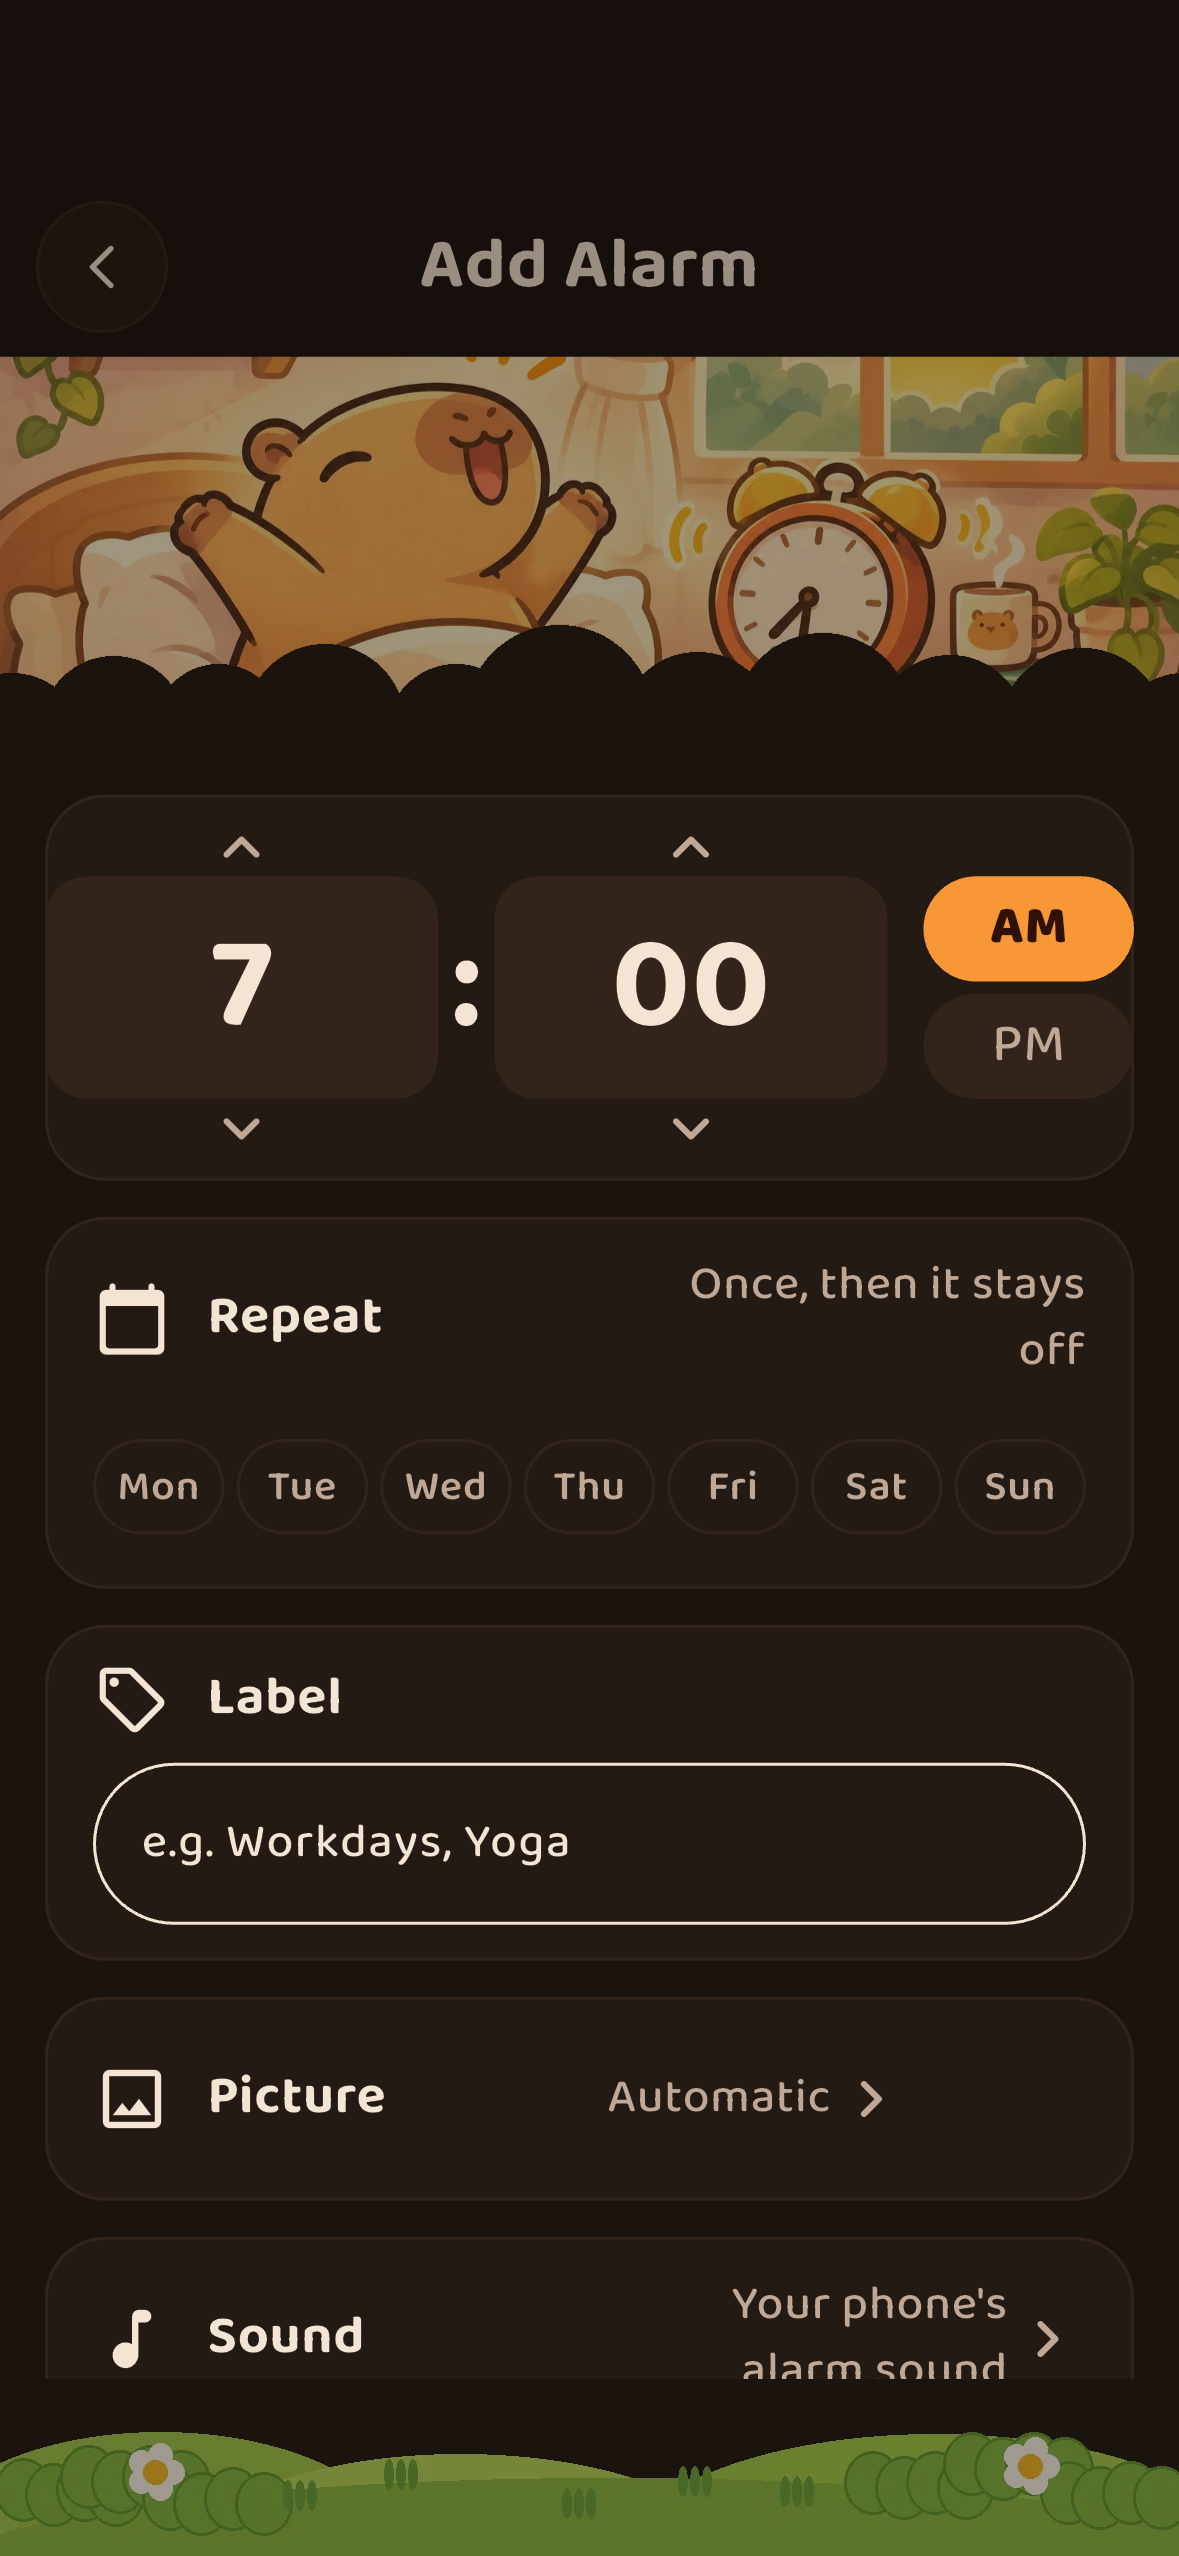 Add Alarm
7 : 00
AM
PM
Repeat
Once, then it stays
off
Mon Tue Wed Thu Fri Sat Sun
Label
e.g. Workdays, Yoga
Picture
Automatic
Sound
Your phone's
alarm sound